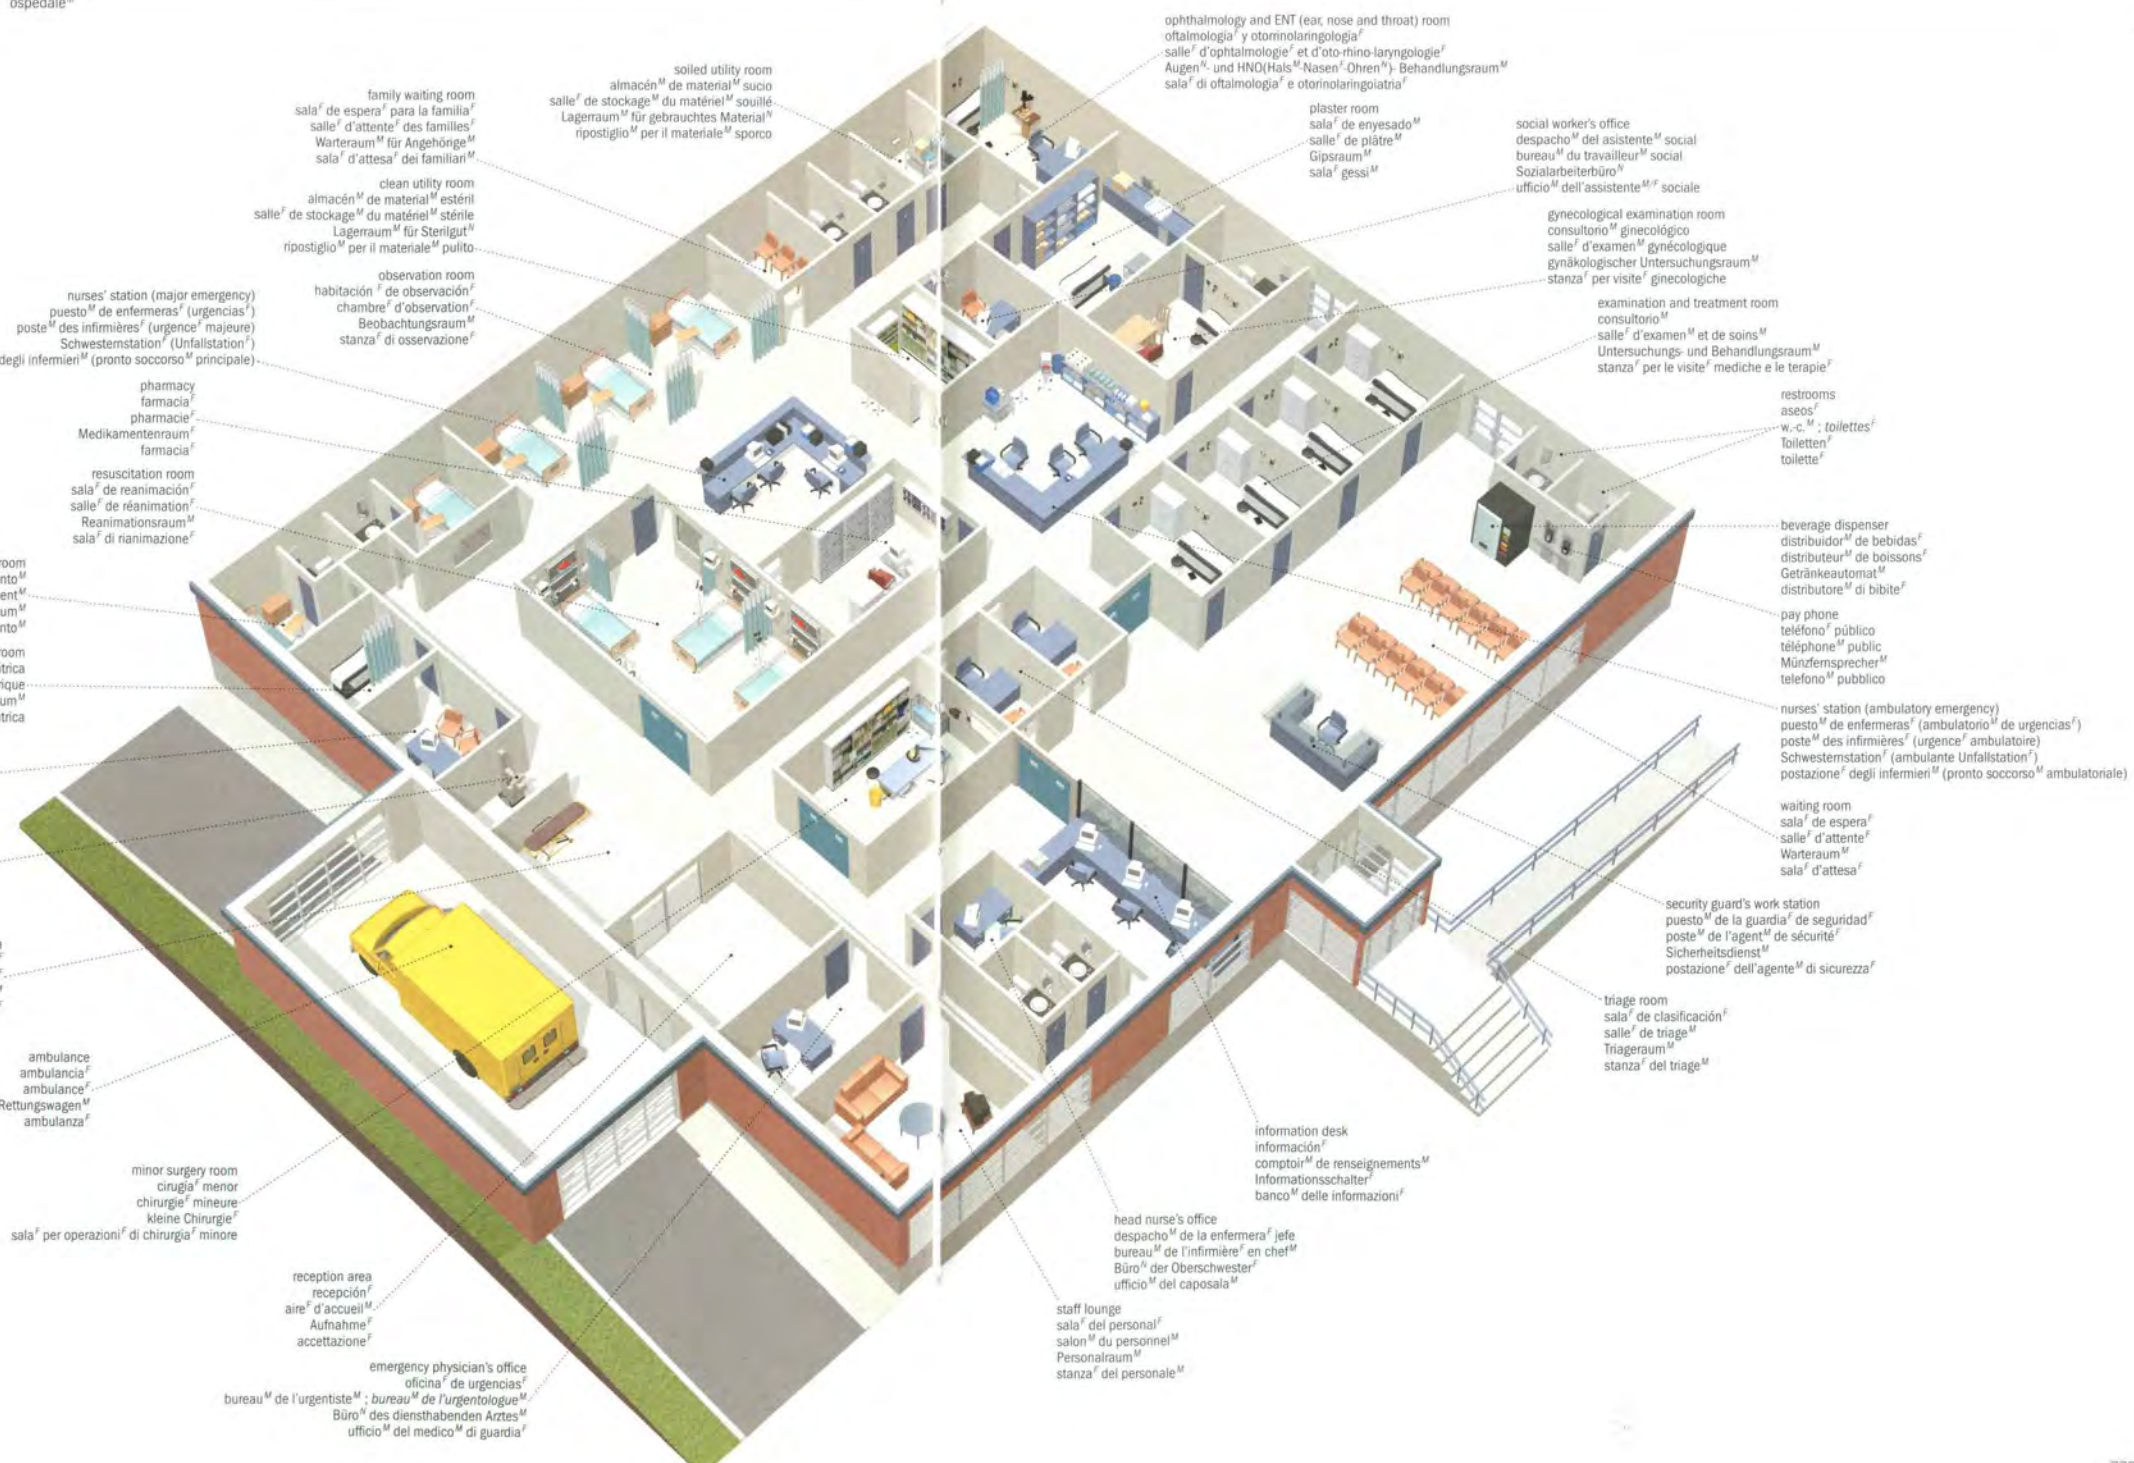 ospedale^M
ophthalmology and ENT (ear, nose and throat) room
oftalmología^F y otorrinolaringología^F
salle^F d'ophtalmologie^F et d'oto-rhino-laryngologie^F
Augen^N- und HNO(Hals^M-Nasen^F-Ohren^N)- Behandlungsraum^M
sala^F di oftalmologia^F e otorinolaringoiatria^F
soiled utility room
almacén^M de material^M sucio
salle^F de stockage^M du matériel^M souillé
Lagerraum^M für gebrauchtes Material^N
ripostiglio^M per il materiale^M sporco
family waiting room
sala^F de espera^F para la familia^F
salle^F d'attente^F des familles^F
Warteraum^M für Angehörige^M
sala^F d'attesa^F dei familiari^M
plaster room
sala^F de enyesado^M
salle^F de plâtre^M
Gipsraum^M
sala^F gessi^M
social worker's office
despacho^M del asistente^M social
bureau^M du travailleur^M social
Sozialarbeiterbüro^N
ufficio^M dell'assistente^M/F sociale
clean utility room
almacén^M de material^M estéril
salle^F de stockage^M du matériel^M stérile
Lagerraum^M für Sterilgut^N
ripostiglio^M per il materiale^M pulito
gynecological examination room
consultorio^M ginecológico
salle^F d'examen^M gynécologique
gynäkologischer Untersuchungsraum^M
stanza^F per visite^F ginecologiche
observation room
habitación^F de observación^F
chambre^F d'observation^F
Beobachtungsraum^M
stanza^F di osservazione^F
nurses' station (major emergency)
puesto^M de enfermeras^F (urgencias^F)
poste^M des infirmières^F (urgence^F majeure)
Schwesternstation^F (Unfallstation^F)
degli infermieri^M (pronto soccorso^M principale)
examination and treatment room
consultorio^M
salle^F d'examen^M et de soins^M
Untersuchungs- und Behandlungsraum^M
stanza^F per le visite^F mediche e le terapie^F
pharmacy
farmacia^F
pharmacie^F
Medikamentenraum^F
farmacia^F
restrooms
aseos^F
w.-c.^M ; toilettes^F
Toiletten^F
toilette^F
resuscitation room
sala^F de reanimación^F
salle^F de réanimation^F
Reanimationsraum^M
sala^F di rianimazione^F
beverage dispenser
distribuidor^M de bebidas^F
distributeur^M de boissons^F
Getränkeautomat^M
distributore^M di bibite^F
room
nto^M
ent^M
um^M
nto^M
pay phone
teléfono^F público
téléphone^M public
Münzfernsprecher^M
telefono^M pubblico
room
trica
ique
um^M
trica
nurses' station (ambulatory emergency)
puesto^M de enfermeras^F (ambulatorio^M de urgencias^F)
poste^M des infirmières^F (urgence^F ambulatoire)
Schwesternstation^F (ambulante Unfallstation^F)
postazione^F degli infermieri^M (pronto soccorso^M ambulatoriale)
waiting room
sala^F de espera^F
salle^F d'attente^F
Warteraum^M
sala^F d'attesa^F
security guard's work station
puesto^M de la guardia^F de seguridad^F
poste^M de l'agent^M de sécurité^F
Sicherheitsdienst^M
postazione^F dell'agente^M di sicurezza^F
triage room
sala^F de clasificación^F
salle^F de triage^M
Triageraum^M
stanza^F del triage^M
ambulance
ambulancia^F
ambulance^F
Rettungswagen^M
ambulanza^F
information desk
información^F
comptoir^M de renseignements^M
Informationsschalter^F
banco^M delle informazioni^F
minor surgery room
cirugía^F menor
chirurgie^F mineure
kleine Chirurgie^F
sala^F per operazioni^F di chirurgia^F minore
head nurse's office
despacho^M de la enfermera^F jefe
bureau^M de l'infirmière^F en chef^M
Büro^N der Oberschwester^F
ufficio^M del caposala^M
reception area
recepción^F
aire^F d'accueil^M
Aufnahme^F
accettazione^F
staff lounge
sala^F del personal^F
salon^M du personnel^M
Personalraum^M
stanza^F del personale^M
emergency physician's office
oficina^F de urgencias^F
bureau^M de l'urgentiste^M ; bureau^M de l'urgentologue^M
Büro^N des diensthabenden Arztes^M
ufficio^M del medico^M di guardia^F